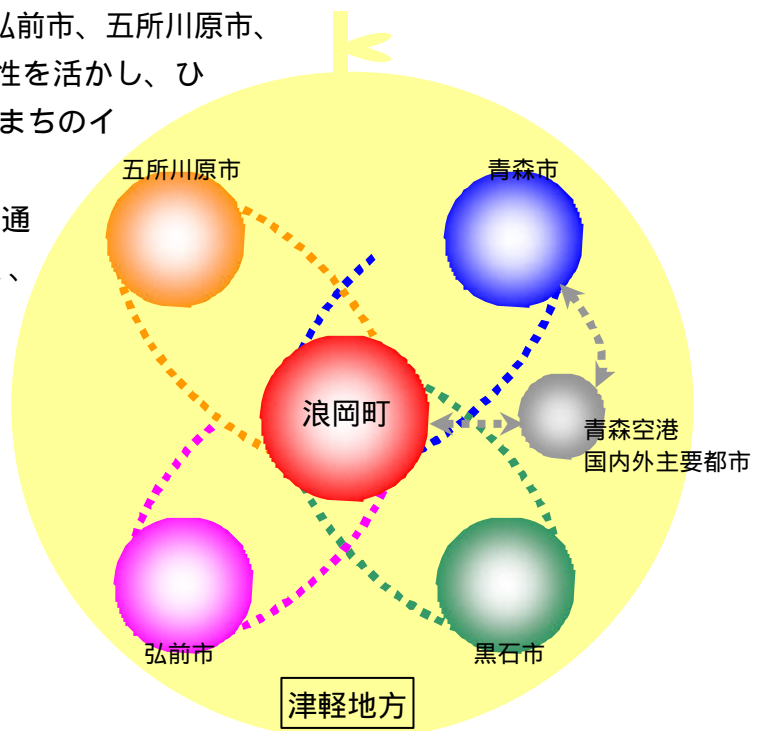 弘前市、五所川原市、
性を活かし、ひ
まちのイ
通
、
五所川原市
青森市
浪岡町
青森空港
国内外主要都市
弘前市
黒石市
津軽地方